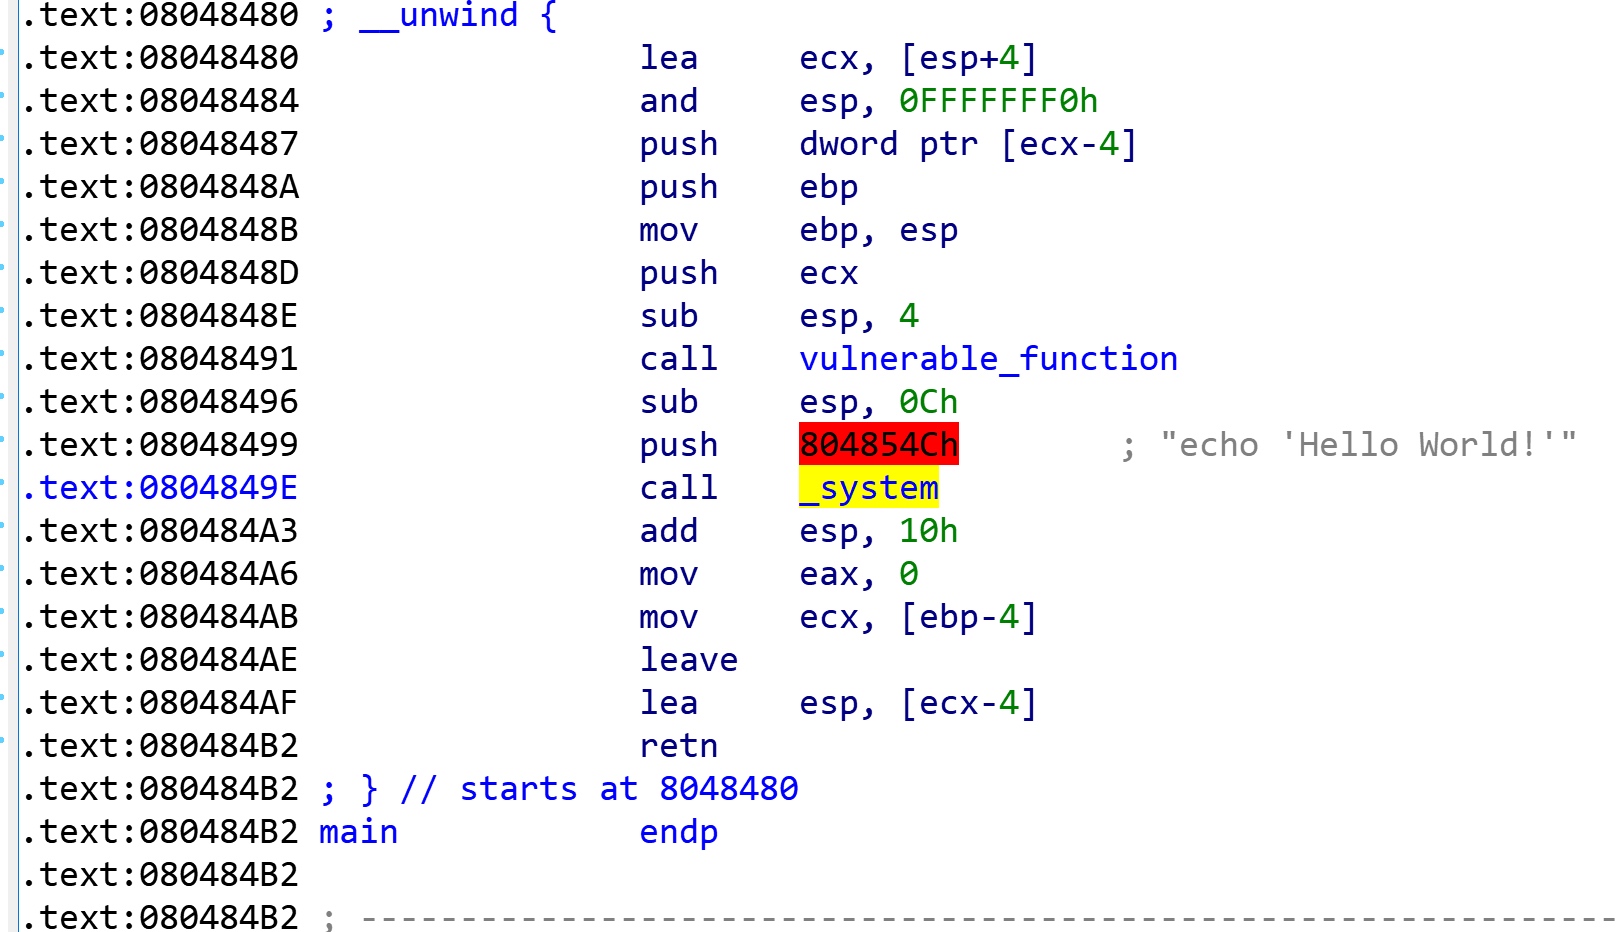 .text:08048480 ; __unwind {
.text:08048480 lea ecx, [esp+4]
.text:08048484 and esp, 0FFFFFFF0h
.text:08048487 push dword ptr [ecx-4]
.text:0804848A push ebp
.text:0804848B mov ebp, esp
.text:0804848D push ecx
.text:0804848E sub esp, 4
.text:08048491 call vulnerable_function
.text:08048496 sub esp, 0Ch
.text:08048499 push 804854Ch ; "echo 'Hello World!'"
.text:0804849E call _system
.text:080484A3 add esp, 10h
.text:080484A6 mov eax, 0
.text:080484AB mov ecx, [ebp-4]
.text:080484AE leave
.text:080484AF lea esp, [ecx-4]
.text:080484B2 retn
.text:080484B2 ; } // starts at 8048480
.text:080484B2 main endp
.text:080484B2
.text:080484B2 ; ---------------------------------------------------------------